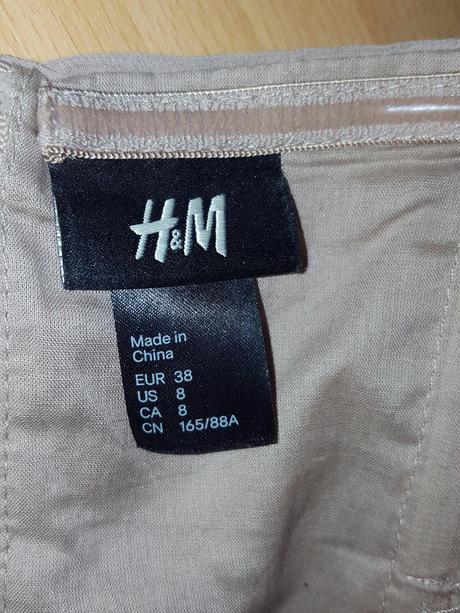 H&M
Made in
China
EUR 38
US 8
CA 8
CN 165/88A